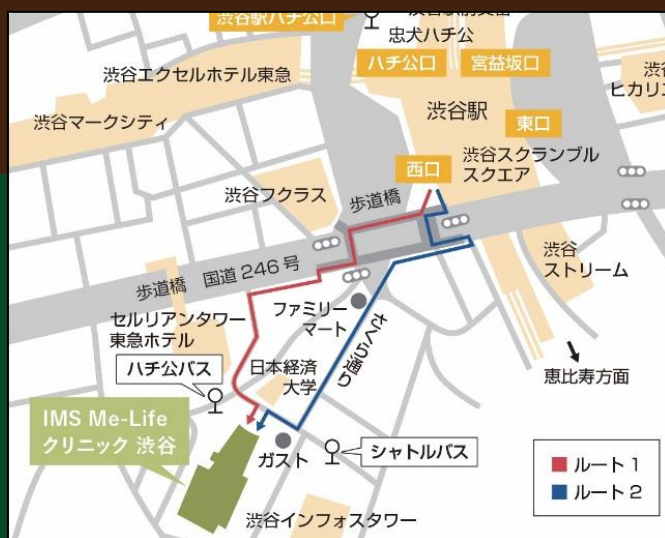 渋谷駅ハチ公口
忠犬ハチ公
渋谷エクセルホテル東急
ハチ公口
宮益坂口
渋谷
ヒカリエ
渋谷マークシティ
渋谷駅
東口
西口
渋谷スクランブル
スクエア
歩道橋
渋谷フクラス
歩道橋 国道246号
渋谷
ストリーム
セルリアンタワー
東急ホテル
ファミリー
マート
さくら通り
日本経済
大学
恵比寿方面
ハチ公バス
IMS Me-Life
クリニック 渋谷
ガスト
シャトルバス
ルート1
ルート2
渋谷インフォスタワー